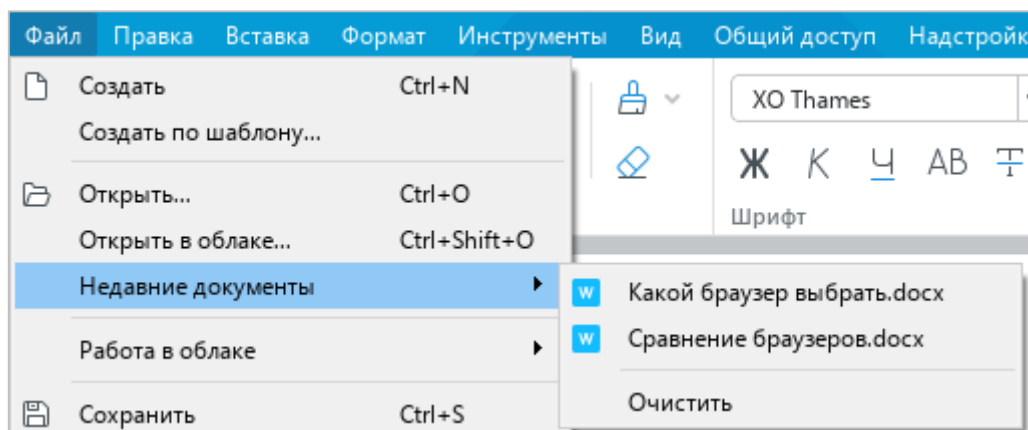 Файл Правка Вставка Формат Инструменты Вид Общий доступ Надстройк
Создать Ctrl+N
Создать по шаблону...
Открыть... Ctrl+O
Открыть в облаке... Ctrl+Shift+O
Недавние документы
Работа в облаке
Сохранить Ctrl+S
XO Thames
Ж К Ч АВ Т
Шрифт
W Какой браузер выбрать.docx
W Сравнение браузеров.docx
Очистить